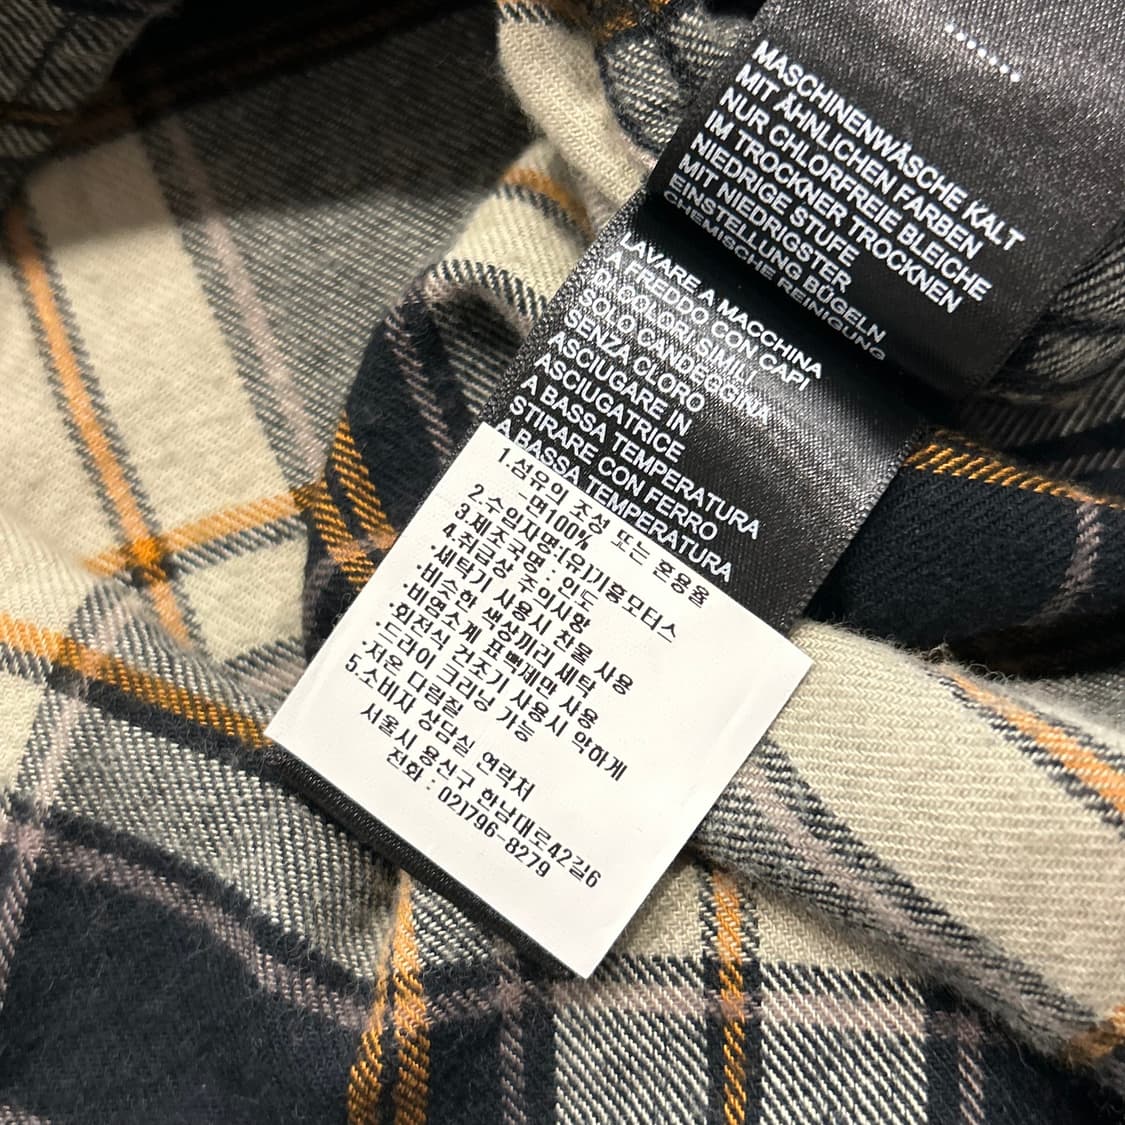 MASCHINENWÄSCHE KALT
MIT ÄHNLICHEN FARBEN
NUR CHLORFREIE BLEICHE
IM TROCKNER TROCKNEN
NIEDRIGE STUFE
MIT NIEDRIGSTER
EINSTELLUNG BÜGELN
CHEMISCHE REINIGUNG
LAVARE A MACCHINA
A FREDDO CON CAPI
DI COLORI SIMILI
SOLO CANDEGGINA
SENZA CLORO
ASCIUGARE IN
ASCIUGATRICE
A BASSA TEMPERATURA
STIRARE CON FERRO
A BASSA TEMPERATURA
1.섬유의 조성 또는 혼용율
-면100%
2.수입자명:(유)기흥모터스
3.제조국명 : 인도
4.취급상 주의사항
·세탁기 사용시 찬물 사용
·비슷한 색상끼리 세탁
·비염소계 표백제만 사용
·회전식 건조기 사용시 약하게
·드라이 크리닝 가능
·저온 다림질
5.소비자 상담실 연락처
서울시 용산구 한남대로42길6
전화 : 021796-8279